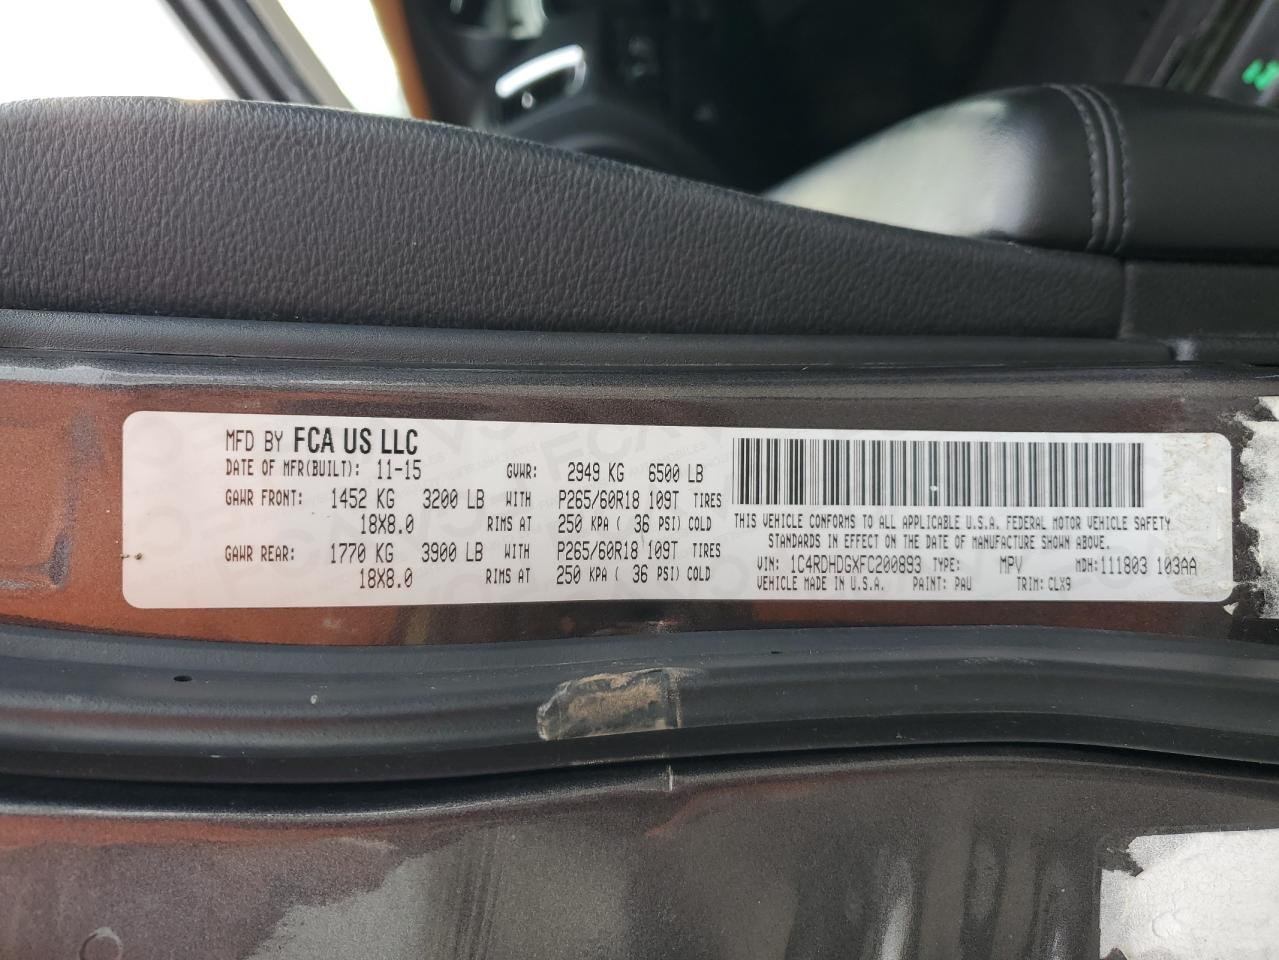 MFD BY FCA US LLC
DATE OF MFR(BUILT): 11-15 GVWR: 2949 KG 6500 LB
GAWR FRONT: 1452 KG 3200 LB WITH P265/60R18 109T TIRES
18X8.0 RIMS AT 250 KPA ( 36 PSI) COLD
GAWR REAR: 1770 KG 3900 LB WITH P265/60R18 109T TIRES
18X8.0 RIMS AT 250 KPA ( 36 PSI) COLD
THIS VEHICLE CONFORMS TO ALL APPLICABLE U.S.A. FEDERAL MOTOR VEHICLE SAFETY
STANDARDS IN EFFECT ON THE DATE OF MANUFACTURE SHOWN ABOVE.
VIN: 1C4RDHDGXFC200893 TYPE: MPV MDH:111803 103AA
VEHICLE MADE IN U.S.A. PAINT: PAU TRIM: CLX9